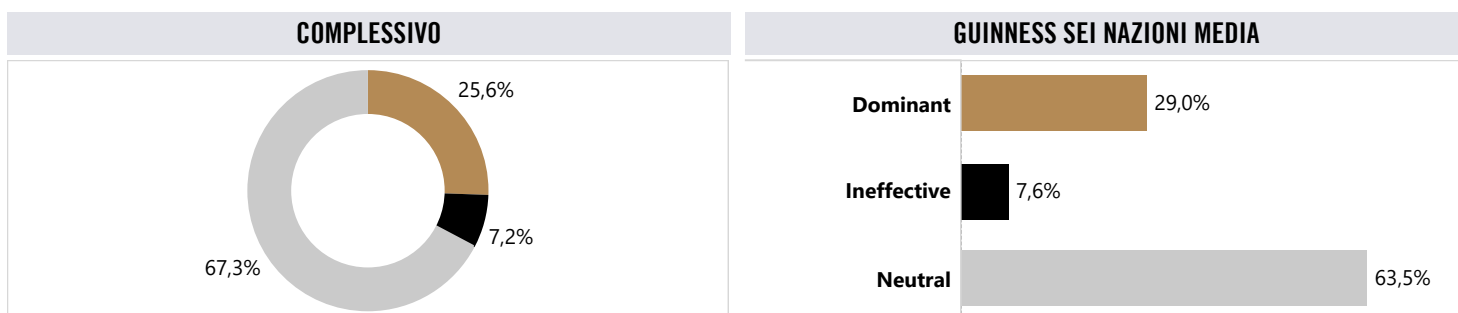 COMPLESSIVO
25,6%
7,2%
67,3%
GUINNESS SEI NAZIONI MEDIA
Dominant 29,0%
Ineffective 7,6%
Neutral 63,5%